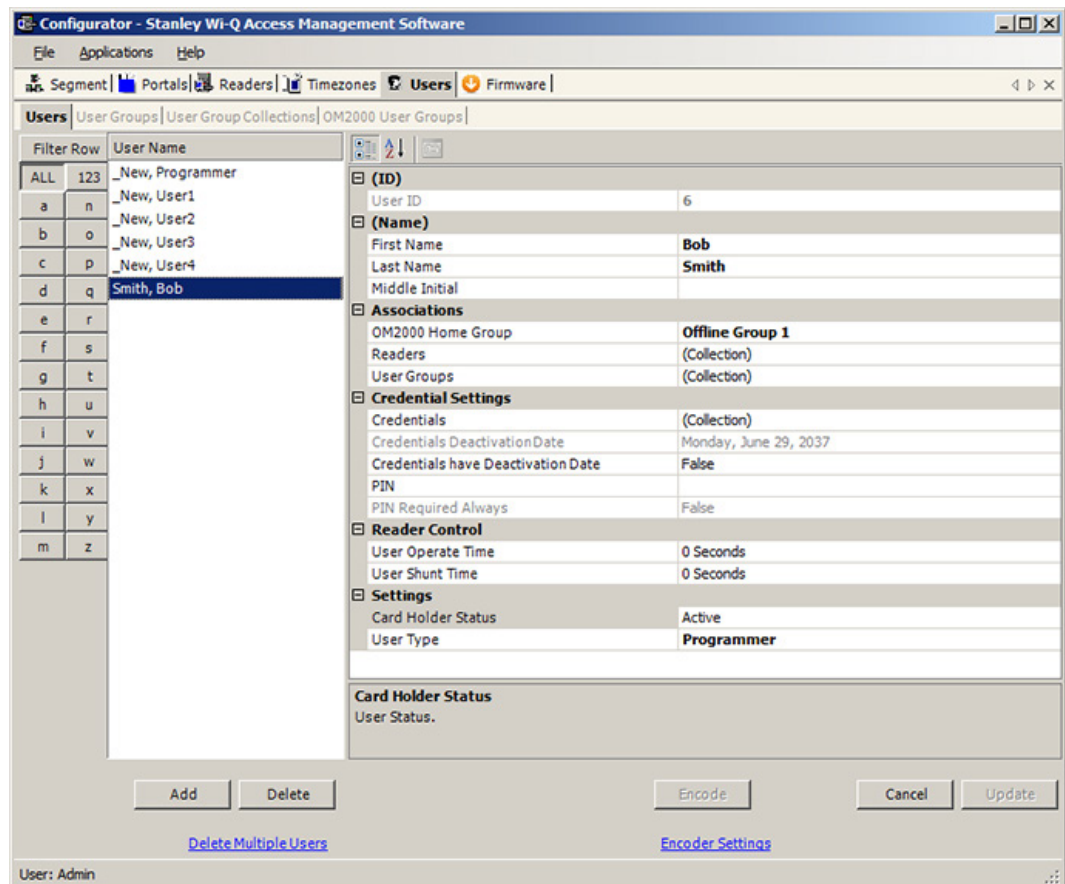 Configurator - Stanley Wi-Q Access Management Software
File Applications Help
Segment Portals Readers Timezones Users Firmware
Users User Groups User Group Collections OM2000 User Groups
Filter Row User Name
ALL 123
a n
b o
c p
d q
e r
f s
g t
h u
i v
j w
k x
l y
m z
_New, Programmer
_New, User1
_New, User2
_New, User3
_New, User4
Smith, Bob
(ID)
User ID 6
(Name)
First Name Bob
Last Name Smith
Middle Initial
Associations
OM2000 Home Group Offline Group 1
Readers (Collection)
User Groups (Collection)
Credential Settings
Credentials (Collection)
Credentials Deactivation Date Monday, June 29, 2037
Credentials have Deactivation Date False
PIN
PIN Required Always False
Reader Control
User Operate Time 0 Seconds
User Shunt Time 0 Seconds
Settings
Card Holder Status Active
User Type Programmer
Card Holder Status
User Status.
Add Delete Encode Cancel Update
Delete Multiple Users Encoder Settings
User: Admin